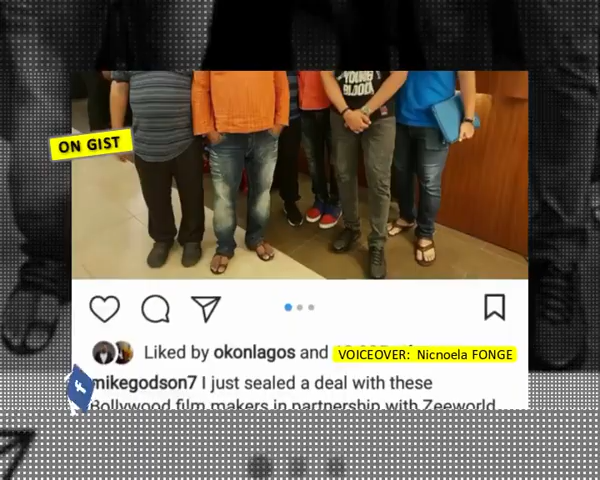 YOUNG
BLOOD
ON GIST
Liked by okonlagos and
VOICEOVER: Nicnoela FONGE
mikegodson7 I just sealed a deal with these
Bollywood film makers in partnership with Zeeworld